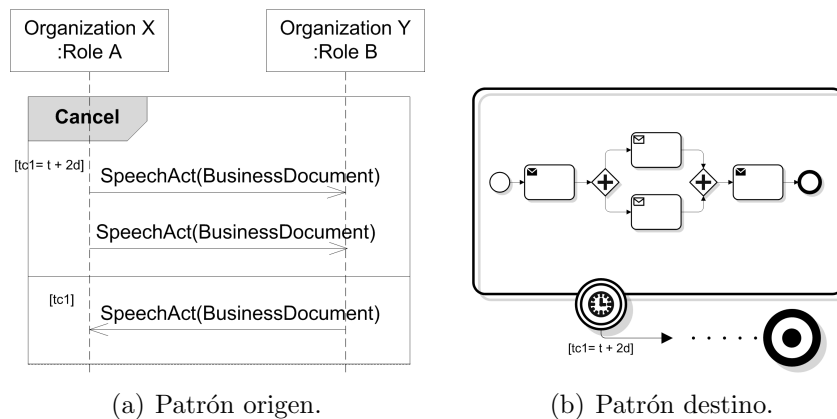 Organization X
:Role A
Organization Y
:Role B
Cancel
[tc1= t + 2d]
SpeechAct(BusinessDocument)
SpeechAct(BusinessDocument)
[tc1]
SpeechAct(BusinessDocument)
[tc1= t + 2d]
(a) Patrón origen.
(b) Patrón destino.